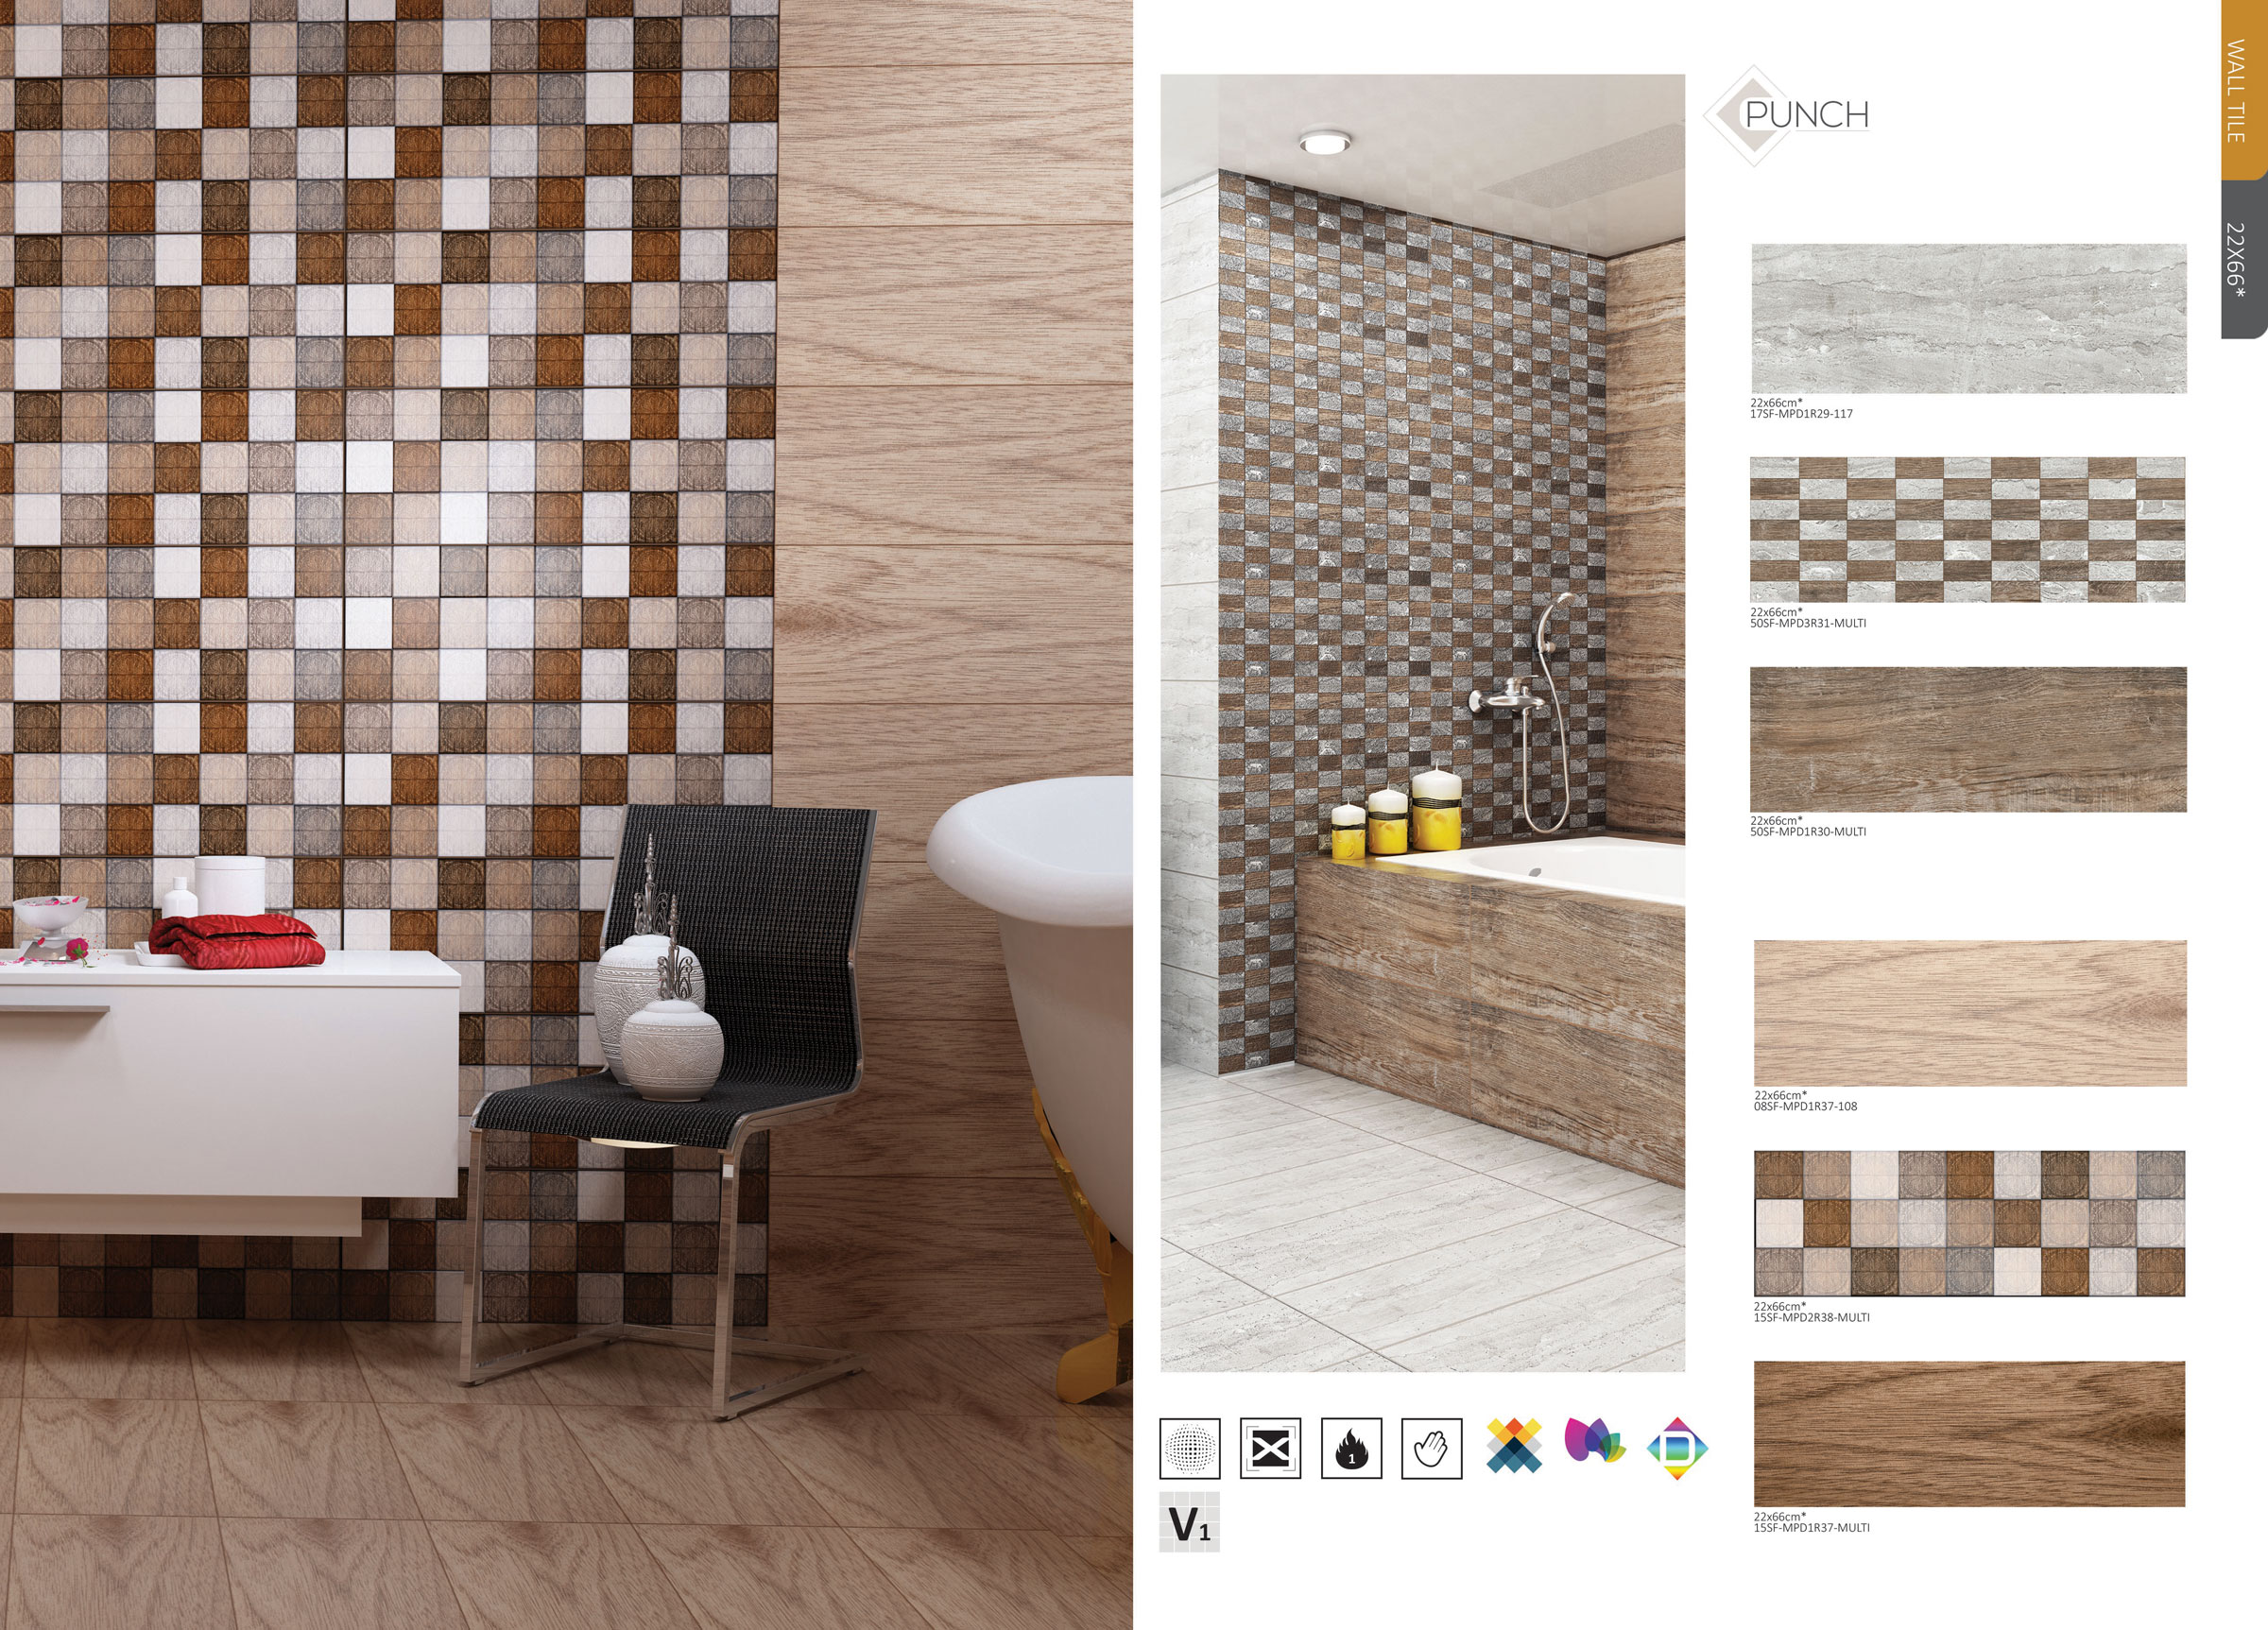 PUNCH
WALL TILE
22X66*
22x66cm*
17SF-MPD1R29-117
22x66cm*
50SF-MPD3R31-MULTI
22x66cm*
50SF-MPD1R30-MULTI
22x66cm*
08SF-MPD1R37-108
22x66cm*
15SF-MPD2R38-MULTI
22x66cm*
15SF-MPD1R37-MULTI
1
D
V1